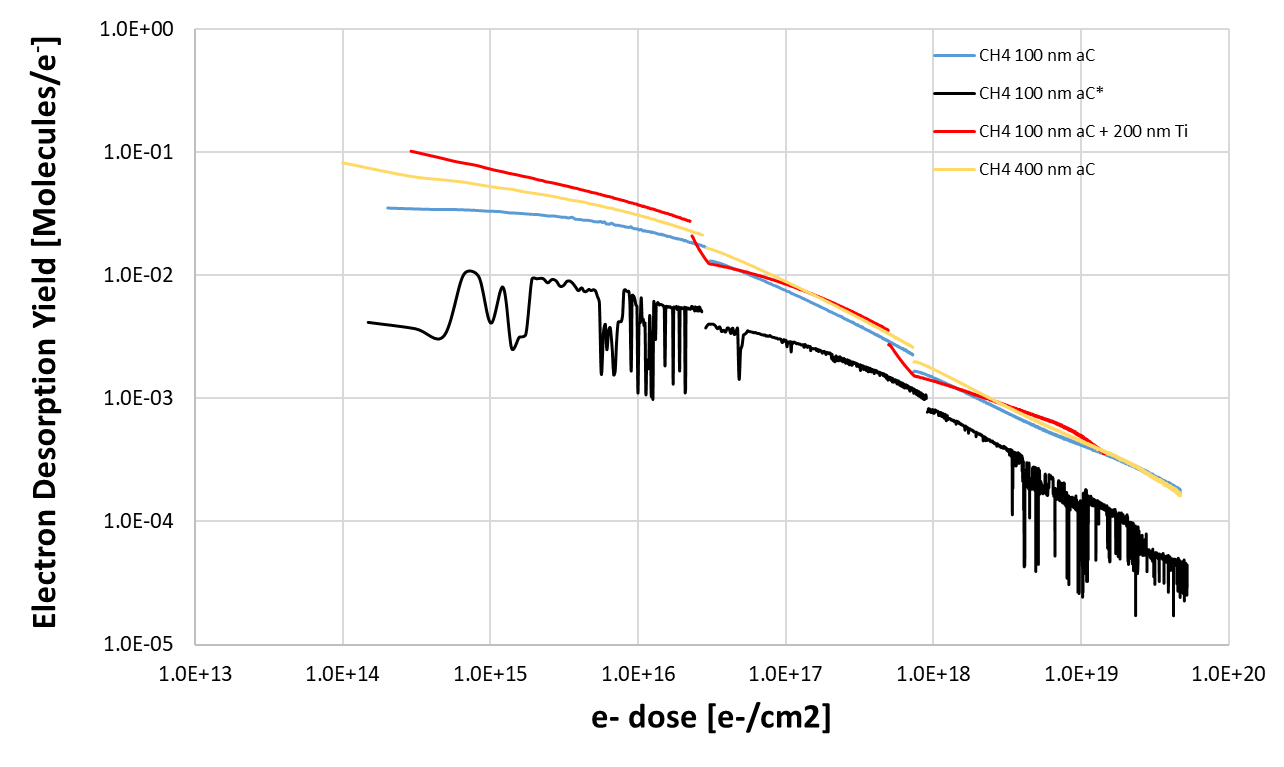 Electron Desorption Yield [Molecules/e-]
1.0E+00
1.0E-01
1.0E-02
1.0E-03
1.0E-04
1.0E-05
CH4 100 nm aC
CH4 100 nm aC*
CH4 100 nm aC + 200 nm Ti
CH4 400 nm aC
1.0E+13 1.0E+14 1.0E+15 1.0E+16 1.0E+17 1.0E+18 1.0E+19 1.0E+20
e- dose [e-/cm2]